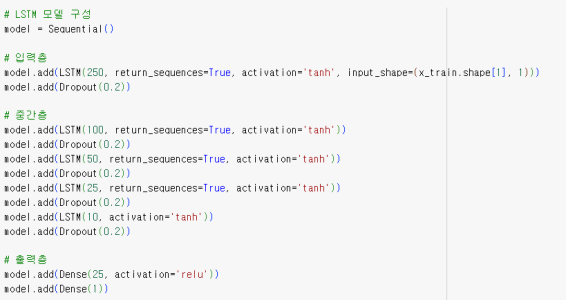 # LSTM 모델 구성
model = Sequential()
# 입력층
model.add(LSTM(250, return_sequences=True, activation='tanh', input_shape=(x_train.shape[1], 1)))
model.add(Dropout(0.2))
# 중간층
model.add(LSTM(100, return_sequences=True, activation='tanh'))
model.add(Dropout(0.2))
model.add(LSTM(50, return_sequences=True, activation='tanh'))
model.add(Dropout(0.2))
model.add(LSTM(25, return_sequences=True, activation='tanh'))
model.add(Dropout(0.2))
model.add(LSTM(10, activation='tanh'))
model.add(Dropout(0.2))
# 출력층
model.add(Dense(25, activation='relu'))
model.add(Dense(1))